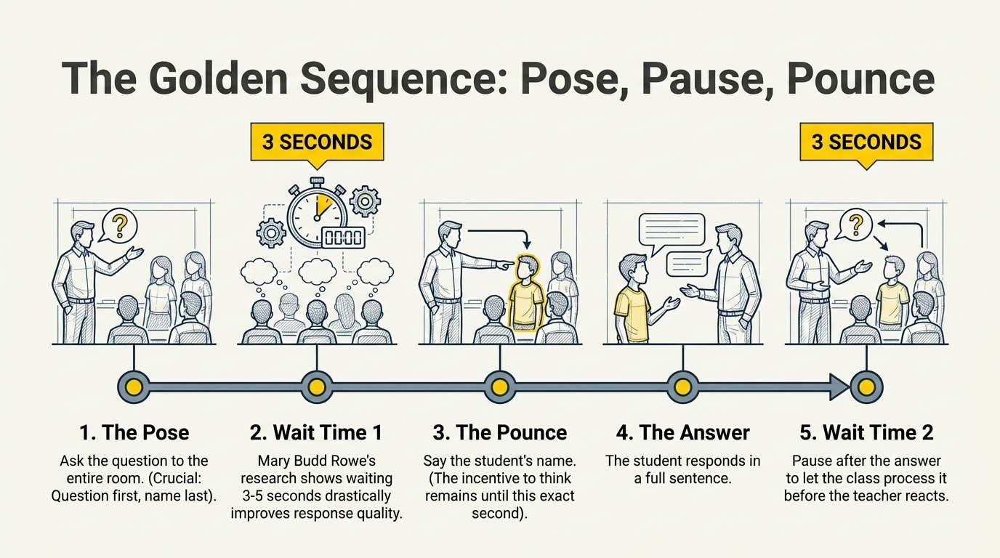 The Golden Sequence: Pose, Pause, Pounce
3 SECONDS
3 SECONDS
?
00:00
?
1. The Pose
Ask the question to the
entire room. (Crucial:
Question first, name last).
2. Wait Time 1
Mary Budd Rowe's
research shows waiting
3-5 seconds drastically
improves response quality.
3. The Pounce
Say the student's name.
(The incentive to think
remains until this exact
second).
4. The Answer
The student responds in
a full sentence.
5. Wait Time 2
Pause after the answer
to let the class process it
before the teacher reacts.